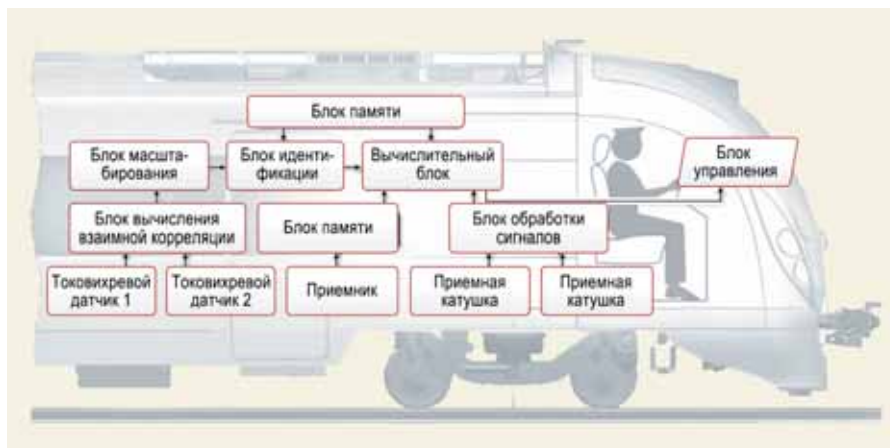 Блок памяти
Блок масшта-
бирования
Блок иденти-
фикации
Вычислительный
блок
Блок
управления
Блок вычисления
взаимной корреляции
Блок памяти
Блок обработки
сигналов
Токовихревой
датчик 1
Токовихревой
датчик 2
Приемник
Приемная
катушка
Приемная
катушка